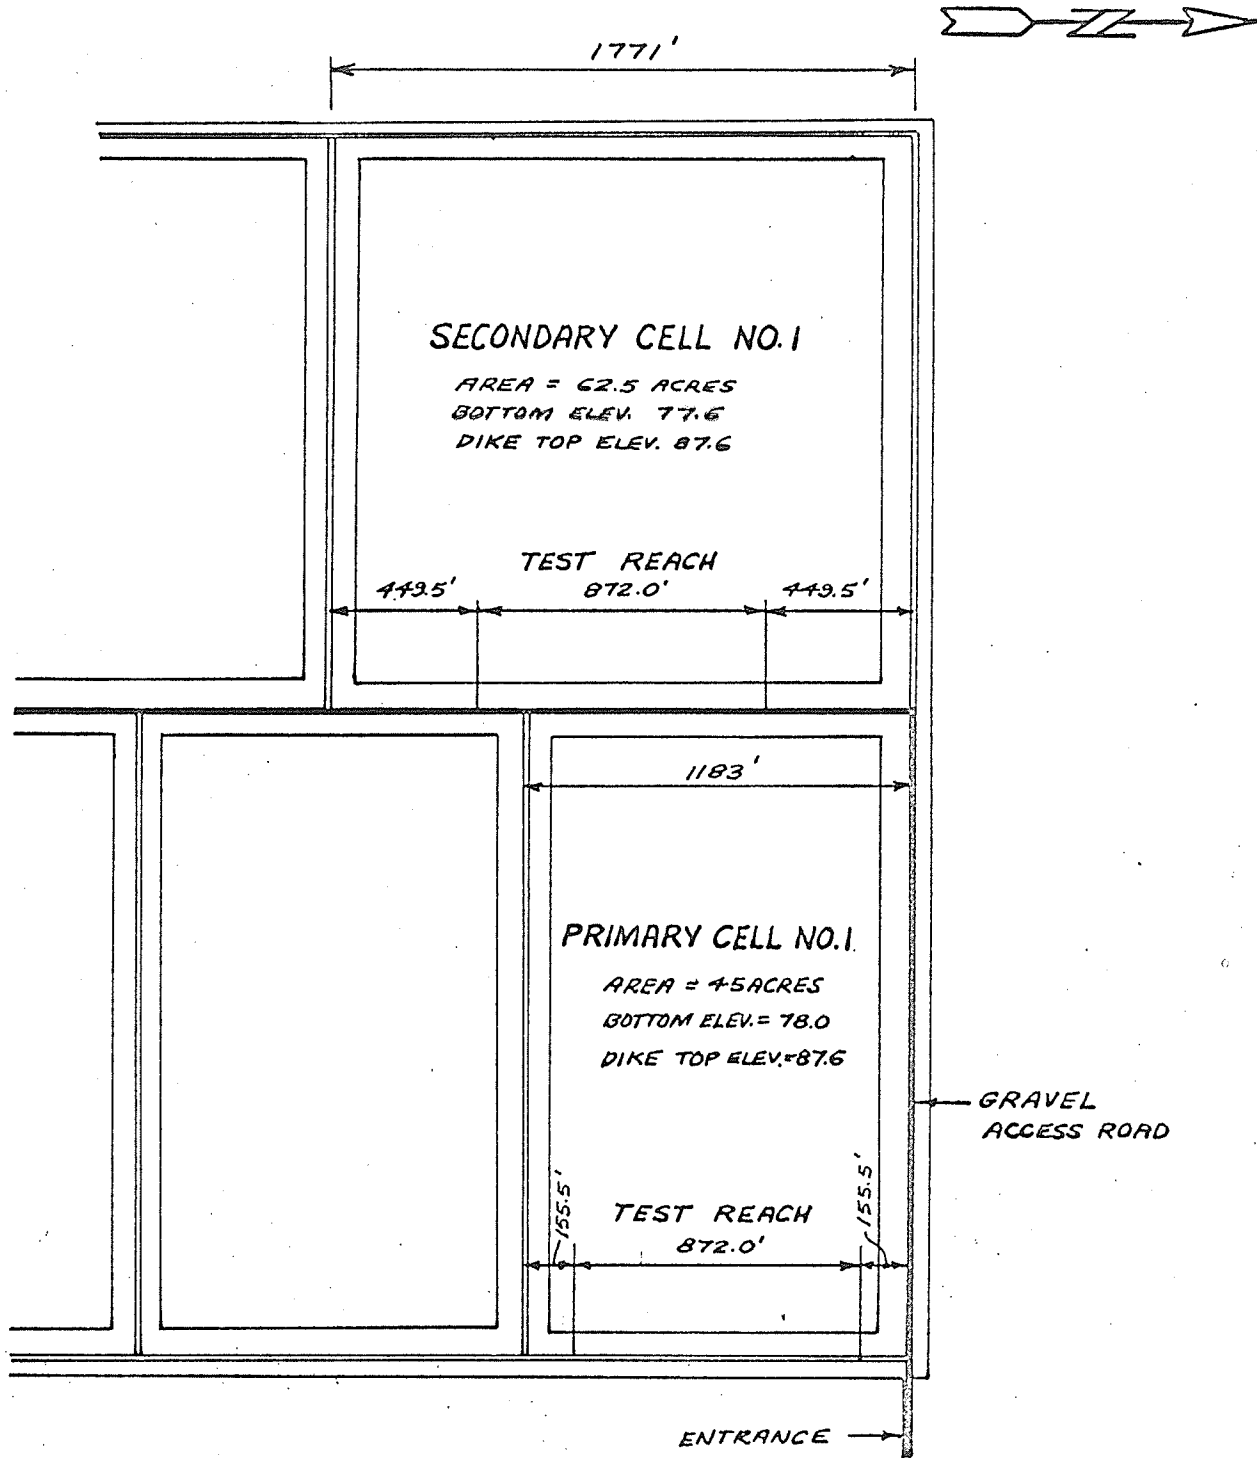 N
1771'
SECONDARY CELL NO.1
AREA = 62.5 ACRES
BOTTOM ELEV. 77.6
DIKE TOP ELEV. 87.6
TEST REACH
449.5' 872.0' 449.5'
1183'
PRIMARY CELL NO.1
AREA = 45 ACRES
BOTTOM ELEV. = 78.0
DIKE TOP ELEV. = 87.6
GRAVEL
ACCESS ROAD
155.5'
TEST REACH
872.0'
155.5'
ENTRANCE